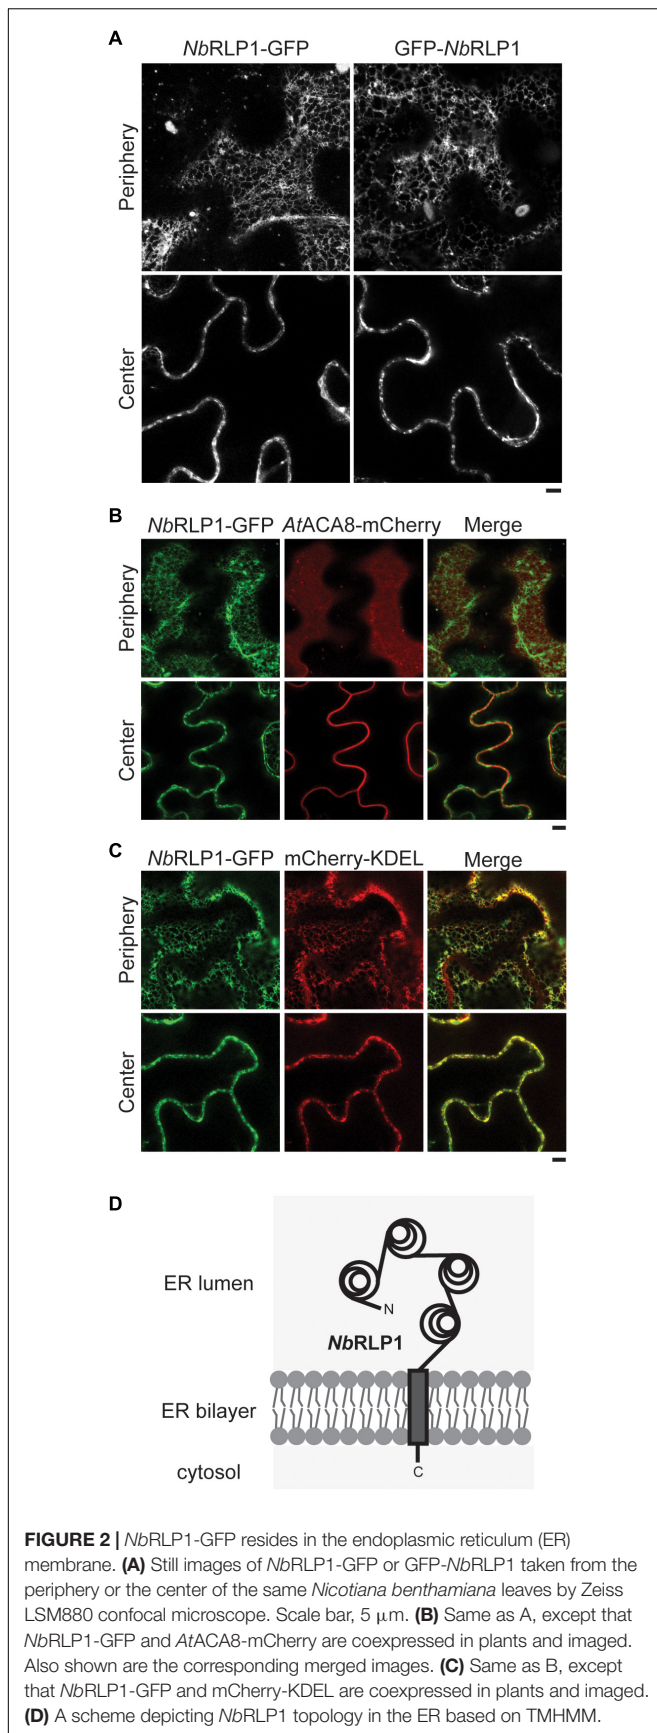 A
NbRLP1-GFP GFP-NbRLP1
Periphery
Center
B
NbRLP1-GFP AtACA8-mCherry Merge
Periphery
Center
C
NbRLP1-GFP mCherry-KDEL Merge
Periphery
Center
D
ER lumen
N
NbRLP1
ER bilayer
cytosol
C
FIGURE 2 | NbRLP1-GFP resides in the endoplasmic reticulum (ER)
membrane. (A) Still images of NbRLP1-GFP or GFP-NbRLP1 taken from the
periphery or the center of the same Nicotiana benthamiana leaves by Zeiss
LSM880 confocal microscope. Scale bar, 5 μm. (B) Same as A, except that
NbRLP1-GFP and AtACA8-mCherry are coexpressed in plants and imaged.
Also shown are the corresponding merged images. (C) Same as B, except
that NbRLP1-GFP and mCherry-KDEL are coexpressed in plants and imaged.
(D) A scheme depicting NbRLP1 topology in the ER based on TMHMM.